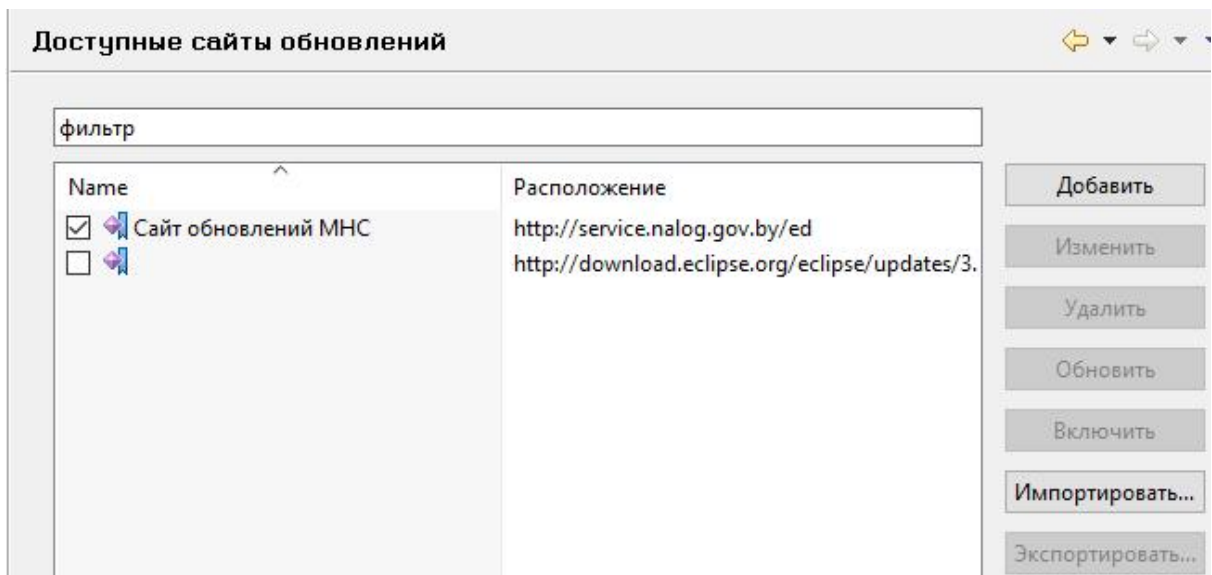 Доступные сайты обновлений
фильтр
Name Расположение
Сайт обновлений МНС http://service.nalog.gov.by/ed
http://download.eclipse.org/eclipse/updates/3.
Добавить
Изменить
Удалить
Обновить
Включить
Импортировать...
Экспортировать...